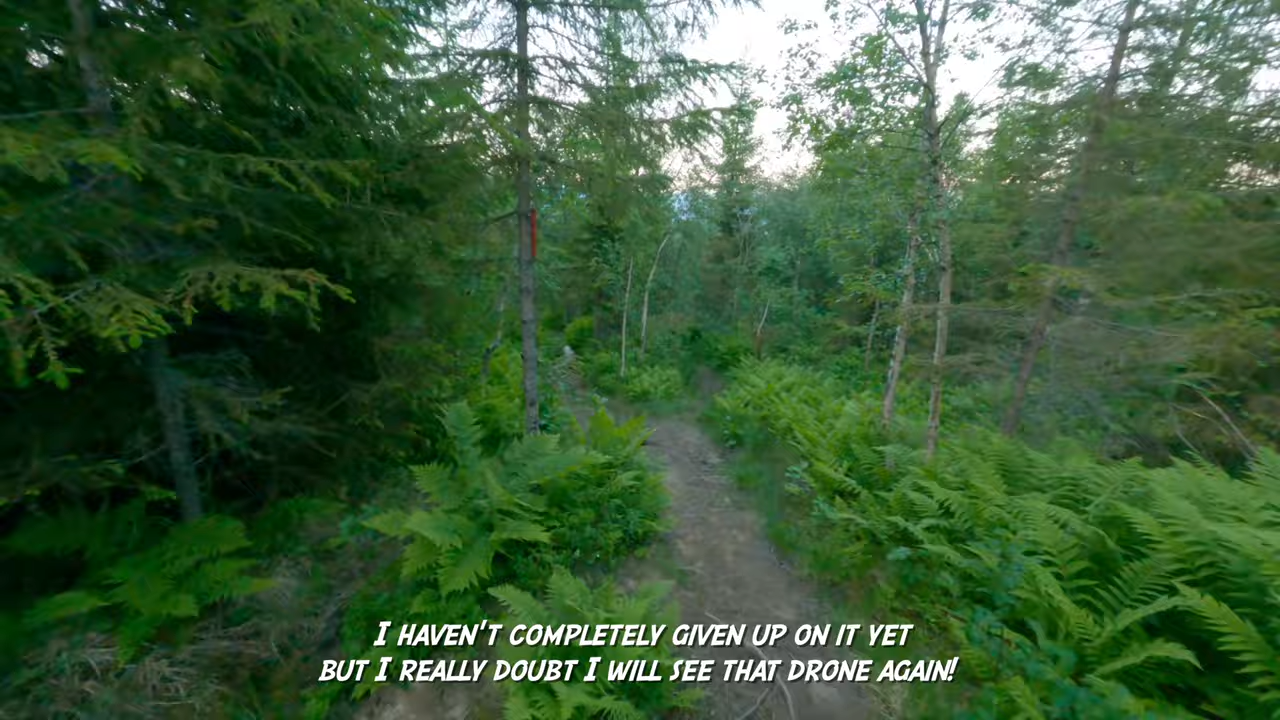 I HAVEN'T COMPLETELY GIVEN UP ON IT YET
BUT I REALLY DOUBT I WILL SEE THAT DRONE AGAIN!